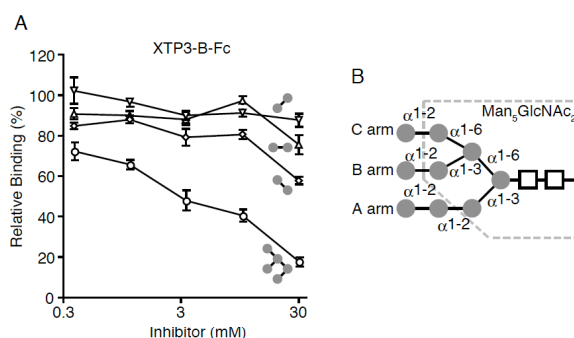 A
XTP3-B-Fc
Relative Binding (%)
120
100
80
60
40
20
0
0.3
3
30
Inhibitor (mM)
B
Man5GlcNAc2
C arm
α1-2
α1-6
B arm
α1-2
α1-3
α1-6
A arm
α1-2
α1-2
α1-3